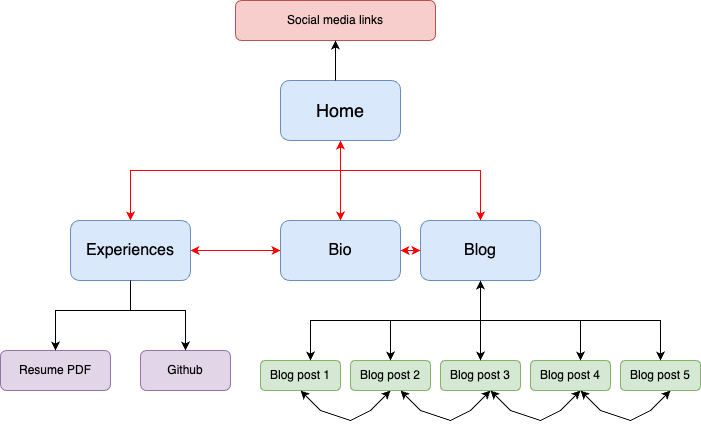 Social media links
Home
Experiences
Bio
Blog
Resume PDF
Github
Blog post 1
Blog post 2
Blog post 3
Blog post 4
Blog post 5